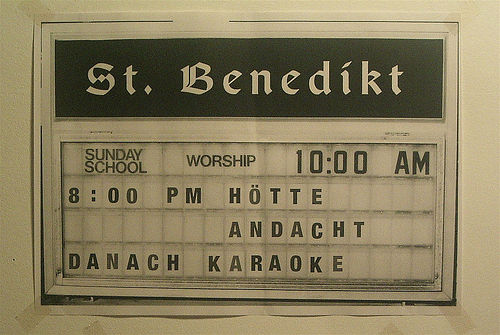 St. Benedikt
SUNDAY SCHOOL WORSHIP 10:00 AM
8:00 PM HÖTTE
ANDACHT
DANACH KARAOKE